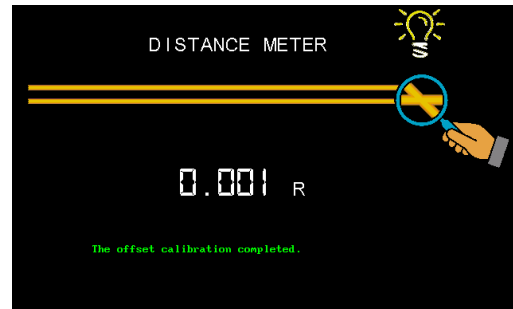 DISTANCE METER
0.001 R
The offset calibration completed.